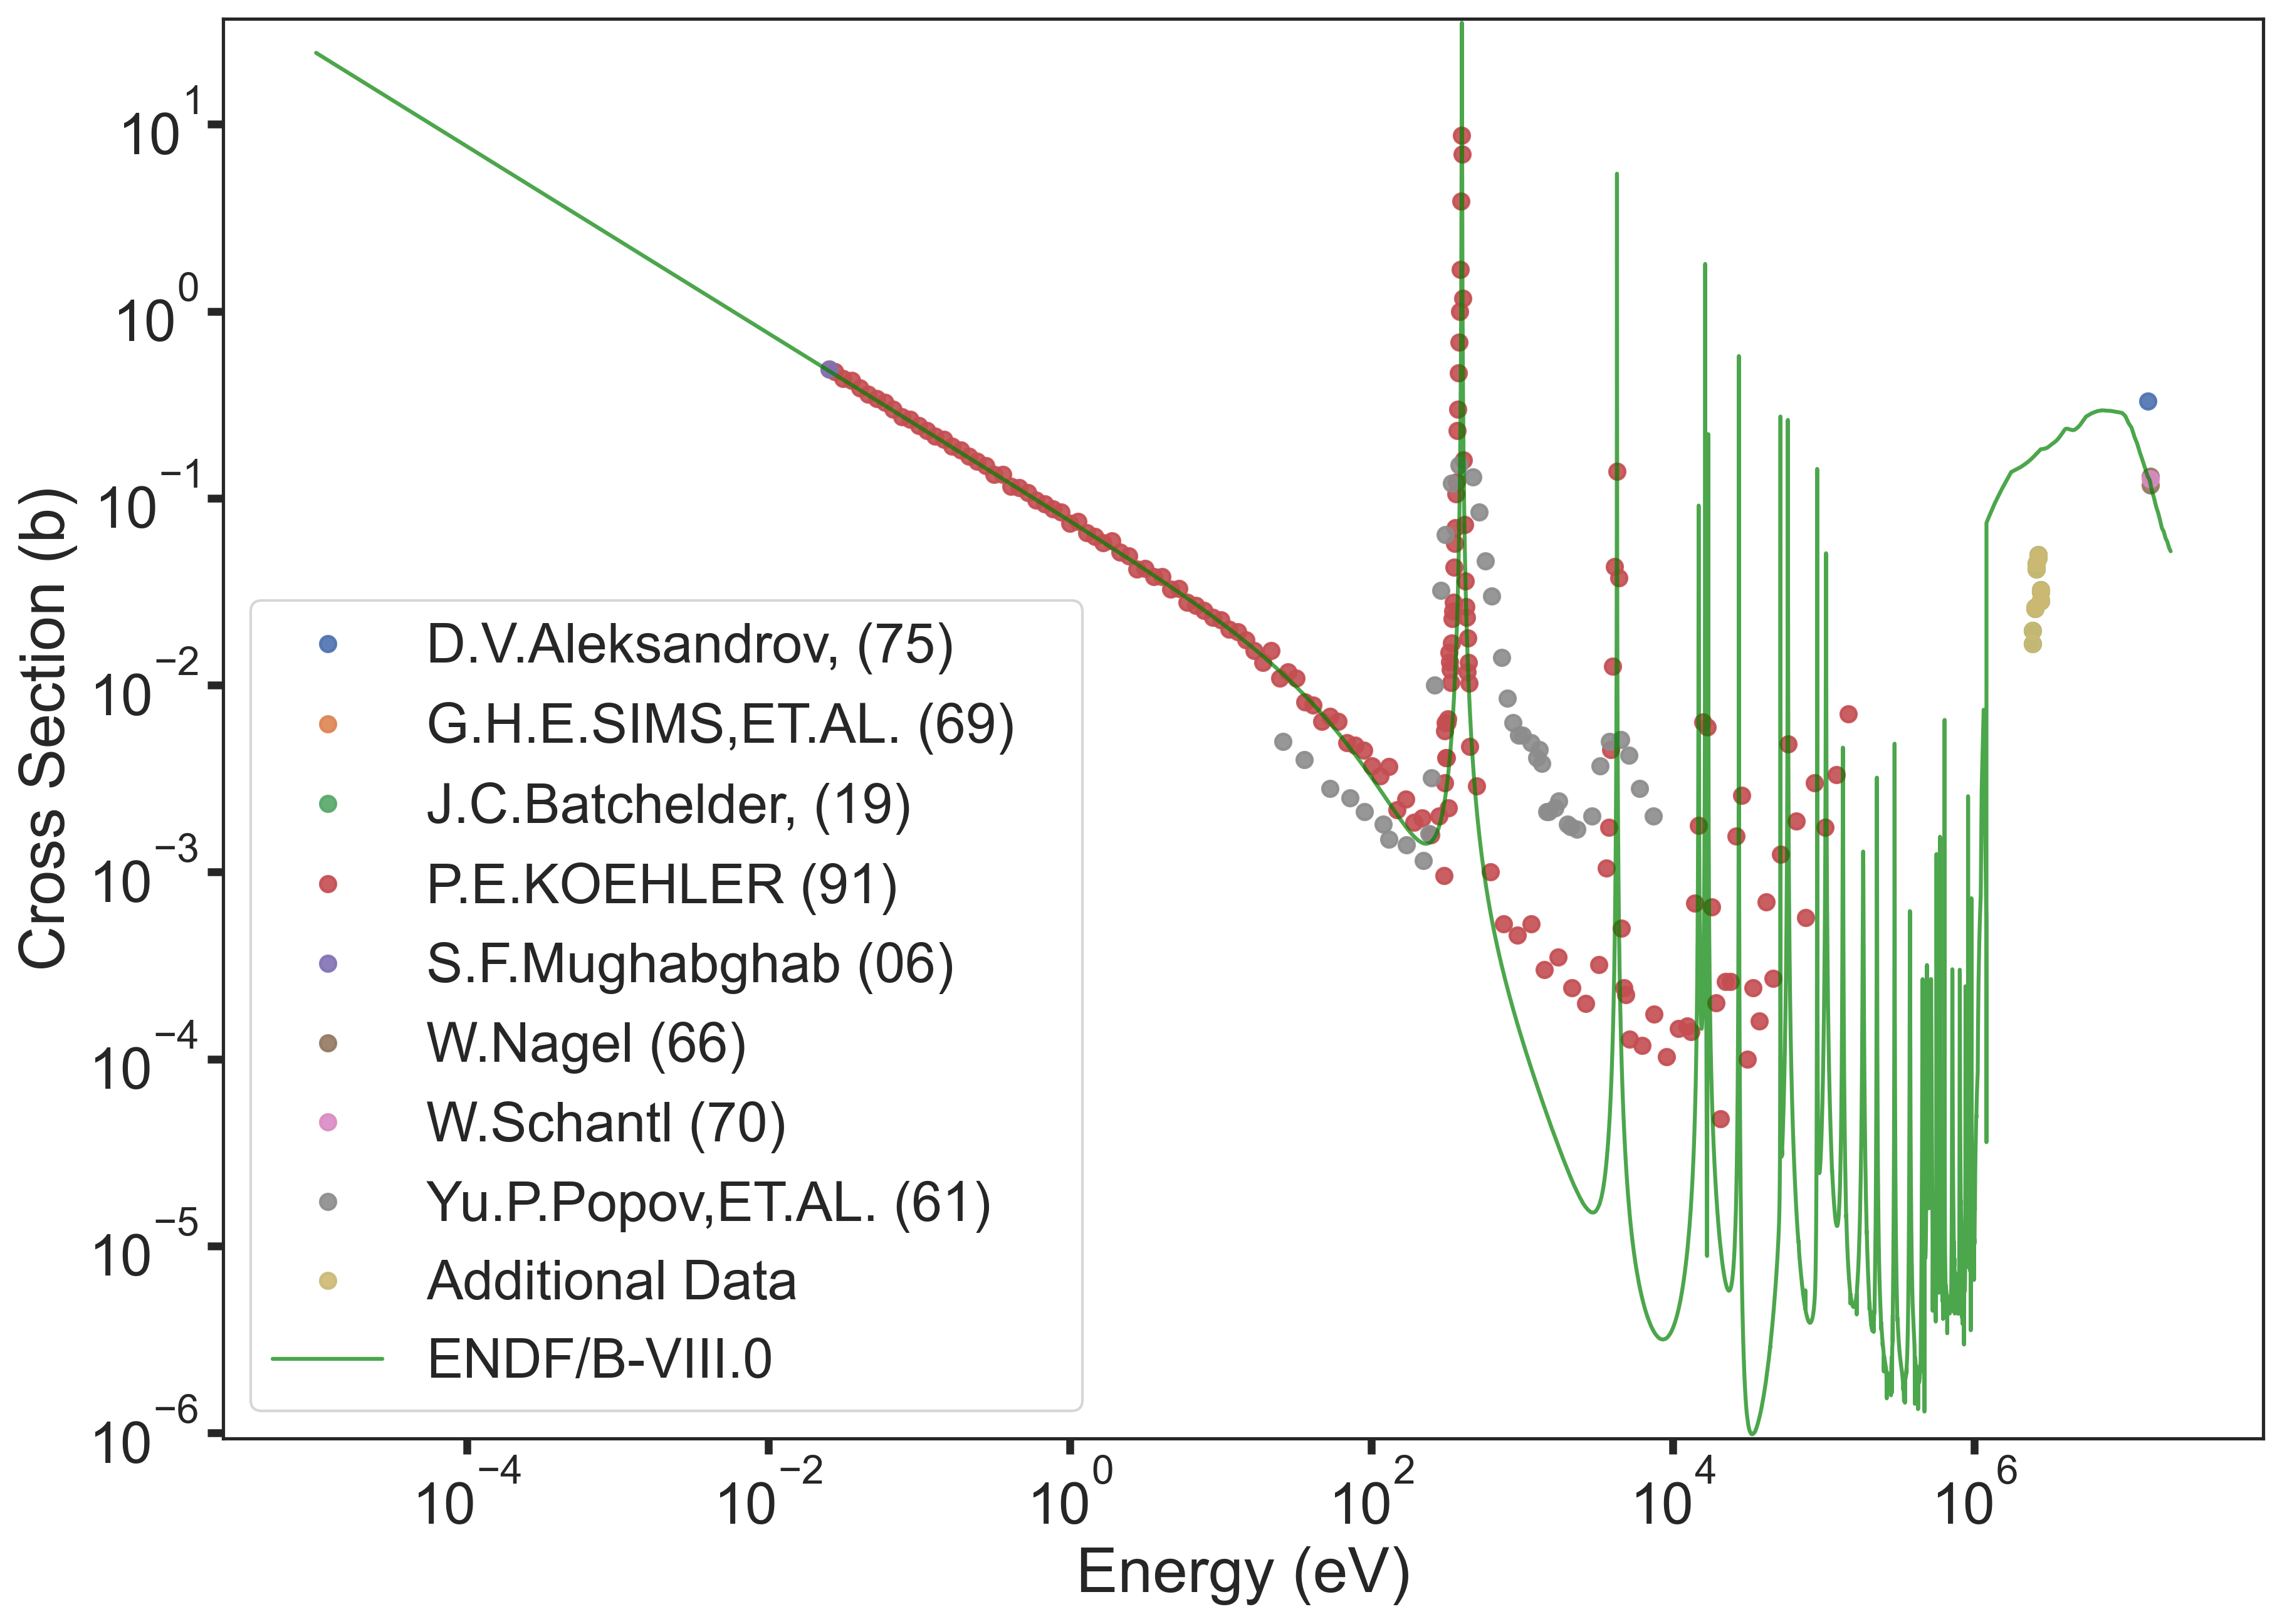 10^1
10^0
10^−1
10^−2
10^−3
10^−4
10^−5
10^−6
Cross Section (b)
D.V.Aleksandrov, (75)
G.H.E.SIMS,ET.AL. (69)
J.C.Batchelder, (19)
P.E.KOEHLER (91)
S.F.Mughabghab (06)
W.Nagel (66)
W.Schantl (70)
Yu.P.Popov,ET.AL. (61)
Additional Data
ENDF/B-VIII.0
10^−4
10^−2
10^0
10^2
10^4
10^6
Energy (eV)